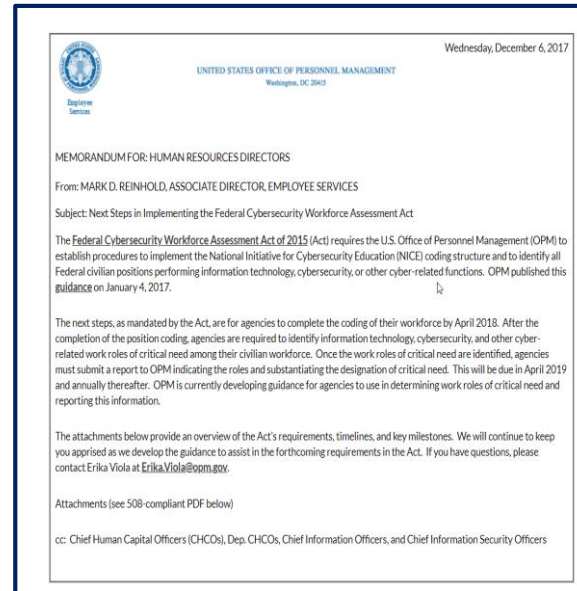 Wednesday, December 6, 2017
UNITED STATES OFFICE OF PERSONNEL MANAGEMENT
Washington, DC 20415
Employee
Services
MEMORANDUM FOR: HUMAN RESOURCES DIRECTORS
From: MARK D. REINHOLD, ASSOCIATE DIRECTOR, EMPLOYEE SERVICES
Subject: Next Steps in Implementing the Federal Cybersecurity Workforce Assessment Act
The Federal Cybersecurity Workforce Assessment Act of 2015 (Act) requires the U.S. Office of Personnel Management (OPM) to
establish procedures to implement the National Initiative for Cybersecurity Education (NICE) coding structure and to identify all
Federal civilian positions performing information technology, cybersecurity, or other cyber-related functions. OPM published this
guidance on January 4, 2017.
The next steps, as mandated by the Act, are for agencies to complete the coding of their workforce by April 2018. After the
completion of the position coding, agencies are required to identify information technology, cybersecurity, and other cyber-
related work roles of critical need among their civilian workforce. Once the work roles of critical need are identified, agencies
must submit a report to OPM indicating the roles and substantiating the designation of critical need. This will be due in April 2019
and annually thereafter. OPM is currently developing guidance for agencies to use in determining work roles of critical need and
reporting this information.
The attachments below provide an overview of the Act's requirements, timelines, and key milestones. We will continue to keep
you apprised as we develop the guidance to assist in the forthcoming requirements in the Act. If you have questions, please
contact Erika Viola at Erika.Viola@opm.gov.
Attachments (see 508-compliant PDF below)
cc: Chief Human Capital Officers (CHCOs), Dep. CHCOs, Chief Information Officers, and Chief Information Security Officers